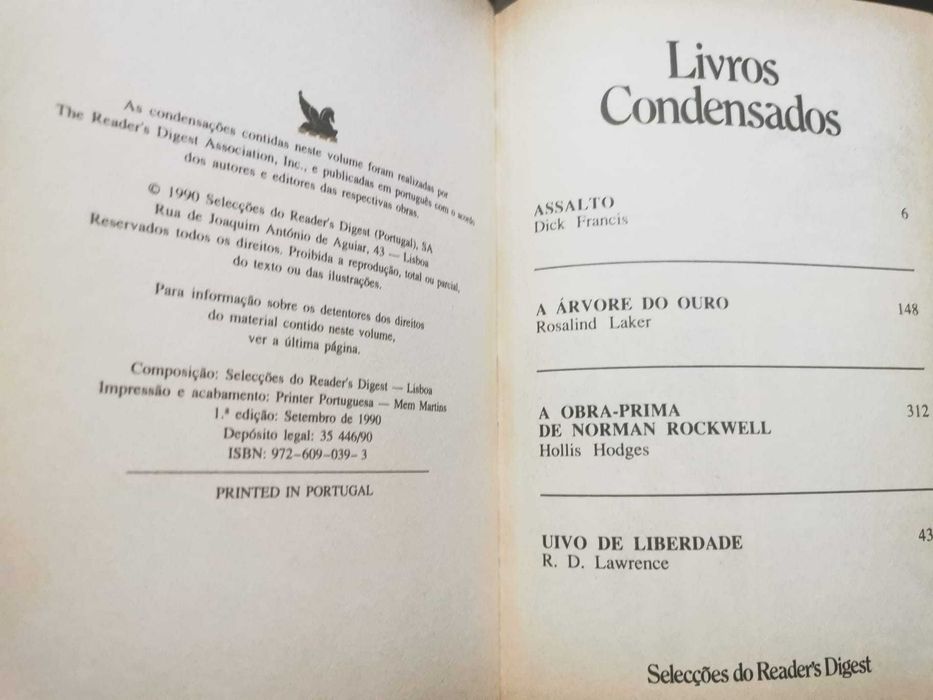 As condensações contidas neste volume foram realizadas por
The Reader's Digest Association, Inc., e publicadas em português com o acordo
dos autores e editores das respectivas obras.
© 1990 Selecções do Reader's Digest (Portugal), SA
Rua de Joaquim António de Aguiar, 43 — Lisboa
Reservados todos os direitos. Proibida a reprodução, total ou parcial,
do texto ou das ilustrações.
Para informação sobre os detentores dos direitos
do material contido neste volume,
ver a última página.
Composição: Selecções do Reader's Digest — Lisboa
Impressão e acabamento: Printer Portuguesa — Mem Martins
1.ª edição: Setembro de 1990
Depósito legal: 35 446/90
ISBN: 972-609-039- 3
PRINTED IN PORTUGAL
Livros
Condensados
ASSALTO 6
Dick Francis
A ÁRVORE DO OURO 148
Rosalind Laker
A OBRA-PRIMA 312
DE NORMAN ROCKWELL
Hollis Hodges
UIVO DE LIBERDADE
R. D. Lawrence
Selecções do Reader's Digest